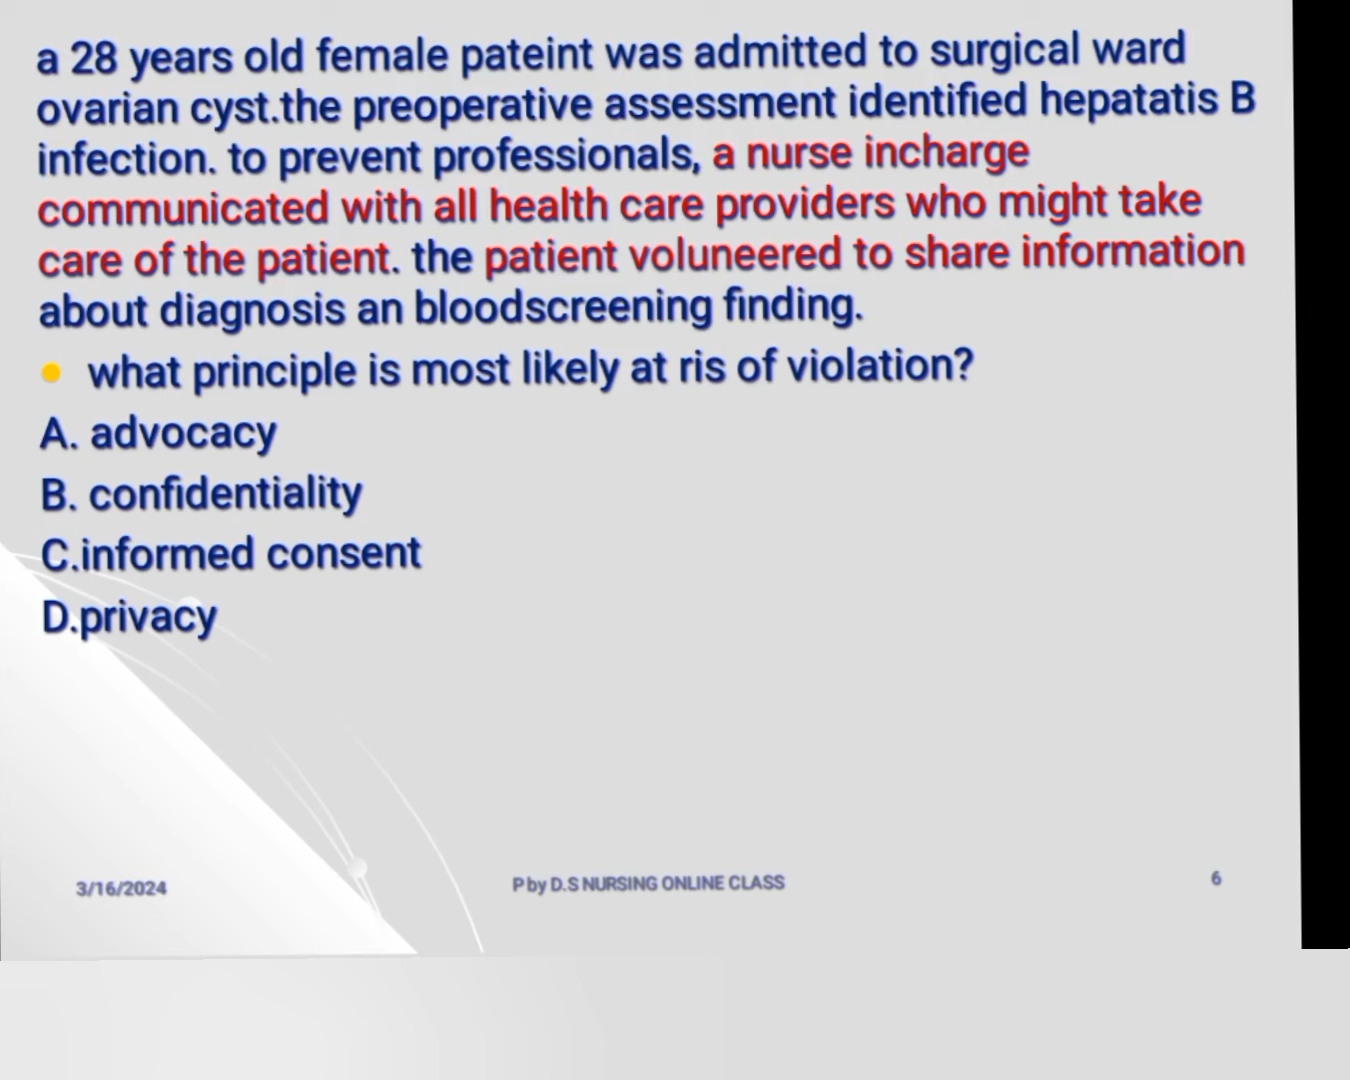 a 28 years old female pateint was admitted to surgical ward
ovarian cyst.the preoperative assessment identified hepatatis B
infection. to prevent professionals, a nurse incharge
communicated with all health care providers who might take
care of the patient. the patient voluneered to share information
about diagnosis an bloodscreening finding.
• what principle is most likely at ris of violation?
A. advocacy
B. confidentiality
C.informed consent
D.privacy
3/16/2024
P by D.S NURSING ONLINE CLASS
6